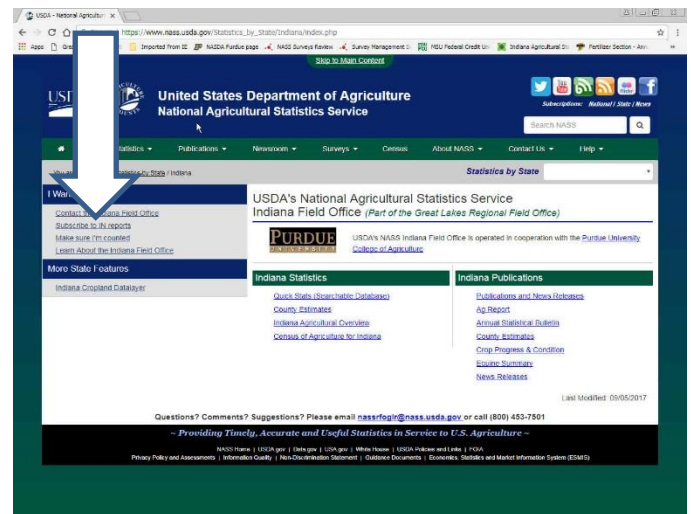 USDA - National Agricultur
https://www.nass.usda.gov/Statistics_by_State/Indiana/index.php
Apps
Imported From IE
NASDA Purdue page
NASS Surveys Review
Survey Management
MSU Federal Credit Un
Indiana Agricultural St
Fertilizer Section - Ann
Skip to Main Content
United States Department of Agriculture
National Agricultural Statistics Service
Subscriptions: National / State / News
Search NASS
Publications
Newsroom
Surveys
Census
About NASS
Contact Us
Help
Statistics by State / Indiana
Statistics by State
Contact the Indiana Field Office
Subscribe to IN reports
Make sure I'm counted
Learn About the Indiana Field Office
More State Features
Indiana Cropland Datalayer
USDA's National Agricultural Statistics Service
Indiana Field Office (Part of the Great Lakes Regional Field Office)
PURDUE
UNIVERSITY
USDA's NASS Indiana Field Office is operated in cooperation with the Purdue University
College of Agriculture
Indiana Statistics
Quick Stats (Searchable Database)
County Estimates
Indiana Agricultural Overview
Census of Agriculture for Indiana
Indiana Publications
Publications and News Releases
Ag Report
Annual Statistical Bulletin
County Estimates
Crop Progress & Condition
Equine Summary
News Releases
Last Modified: 09/05/2017
Questions? Comments? Suggestions? Please email nassrfoglr@nass.usda.gov or call (800) 453-7501
~ Providing Timely, Accurate and Useful Statistics in Service to U.S. Agriculture ~
NASS Home | USDA.gov | Data.gov | USA.gov | White House | USDA Policies and Links | FOIA
Privacy Policy and Assessments | Information Quality | Non-Discrimination Statement | Guidance Documents | Economics, Statistics and Market Information System (ESMIS)